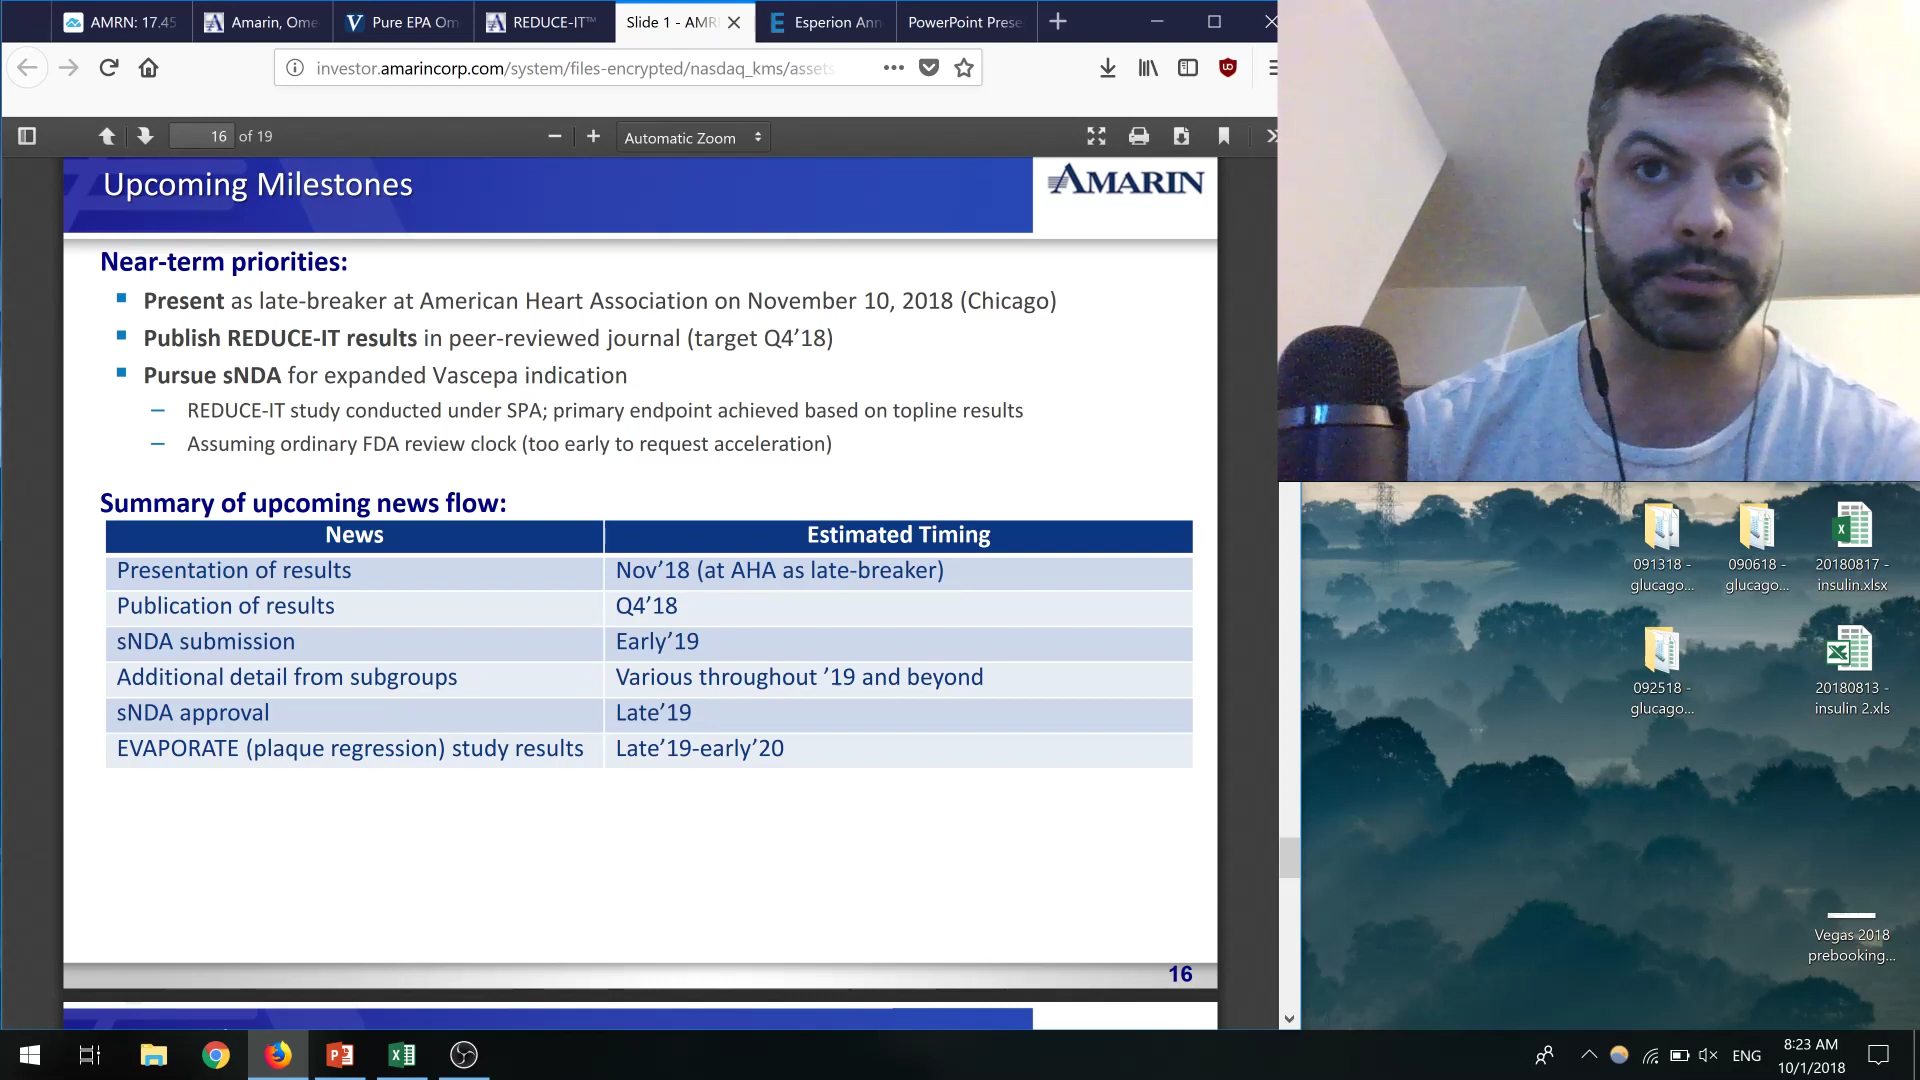 AMRN: 17.45
Amarin, Ome
Pure EPA Om
REDUCE-IT™
Slide 1 - AMR
Esperion Ann
PowerPoint Prese
investor.amarincorp.com/system/files-encrypted/nasdaq_kms/assets
16 of 19
Automatic Zoom
Upcoming Milestones
AMARIN
Near-term priorities:
Present as late-breaker at American Heart Association on November 10, 2018 (Chicago)
Publish REDUCE-IT results in peer-reviewed journal (target Q4’18)
Pursue sNDA for expanded Vascepa indication
– REDUCE-IT study conducted under SPA; primary endpoint achieved based on topline results
– Assuming ordinary FDA review clock (too early to request acceleration)
Summary of upcoming news flow:
News Estimated Timing
Presentation of results Nov’18 (at AHA as late-breaker)
Publication of results Q4’18
sNDA submission Early’19
Additional detail from subgroups Various throughout ’19 and beyond
sNDA approval Late’19
EVAPORATE (plaque regression) study results Late’19-early’20
16
091318 -
glucago...
090618 -
glucago...
20180817 -
insulin.xlsx
092518 -
glucago...
20180813 -
insulin 2.xls
Vegas 2018
prebooking...
ENG
8:23 AM
10/1/2018